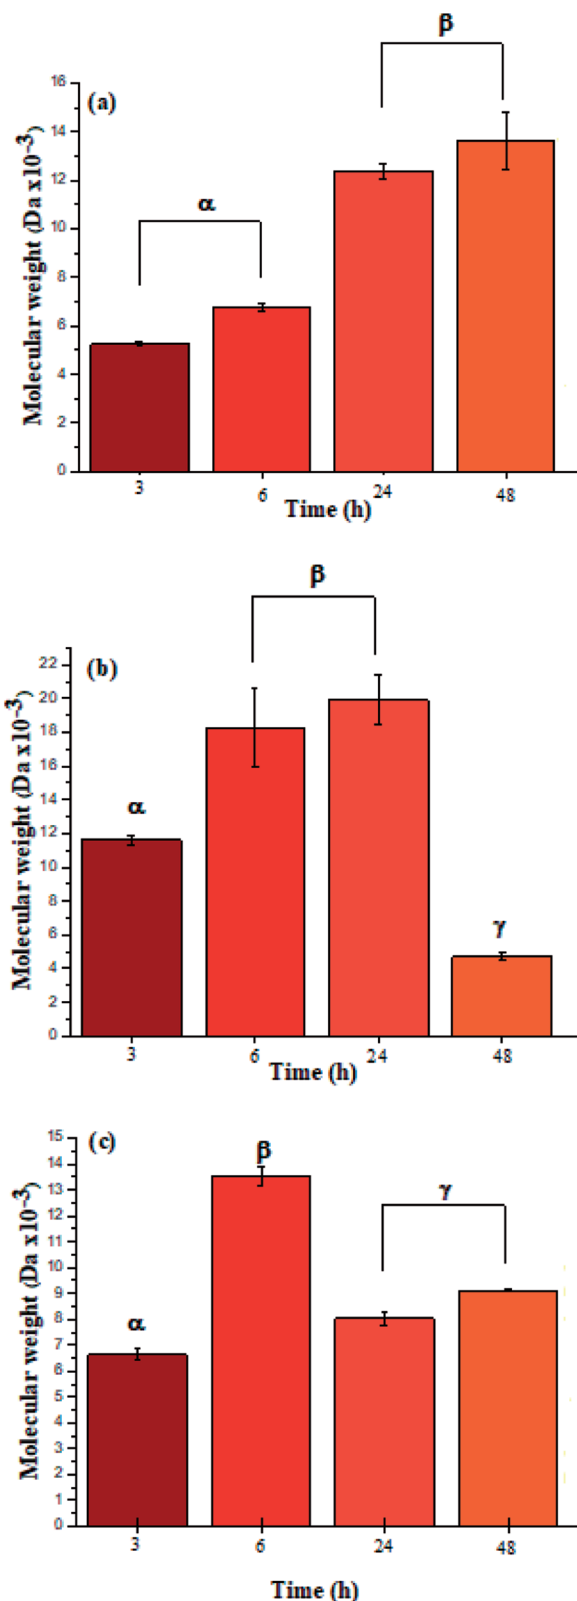 β
(a)
α
Molecular weight (Da x10⁻³)
16
14
12
10
8
6
4
2
0
3 6 24 48
Time (h)
β
(b)
α
γ
Molecular weight (Da x10⁻³)
22
20
18
16
14
12
10
8
6
4
2
0
3 6 24 48
Time (h)
(c)
β
γ
α
Molecular weight (Da x10⁻³)
15
14
13
12
11
10
9
8
7
6
5
4
3
2
1
0
3 6 24 48
Time (h)